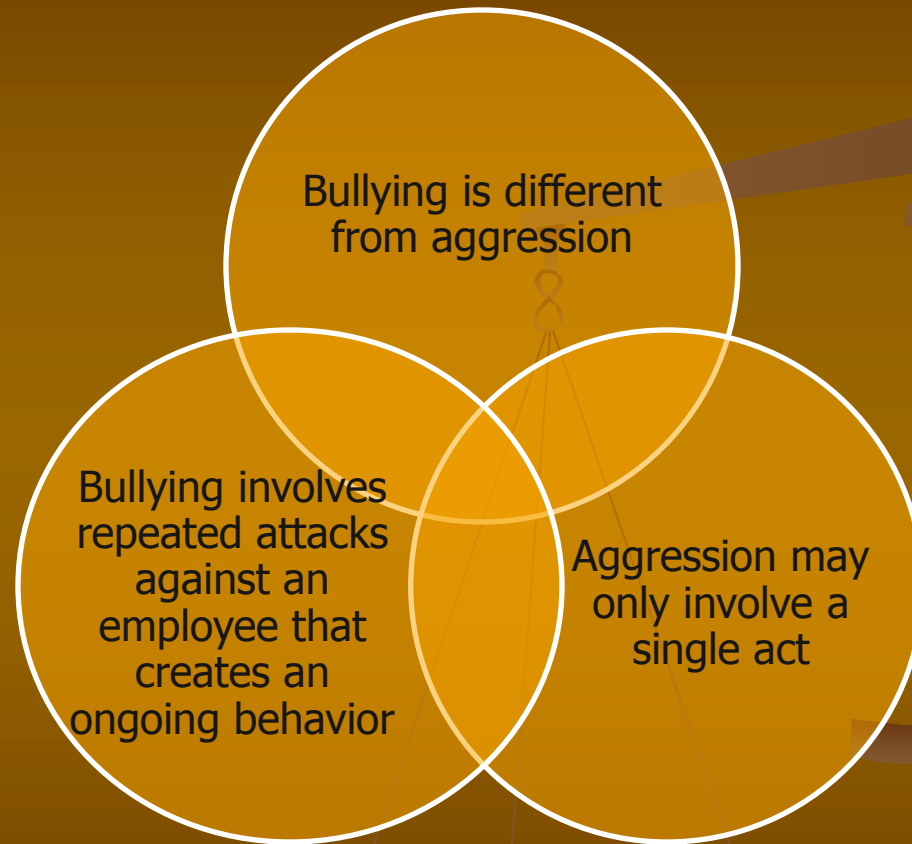 Bullying is different
from aggression
Bullying involves
repeated attacks
against an
employee that
creates an
ongoing behavior
Aggression may
only involve a
single act